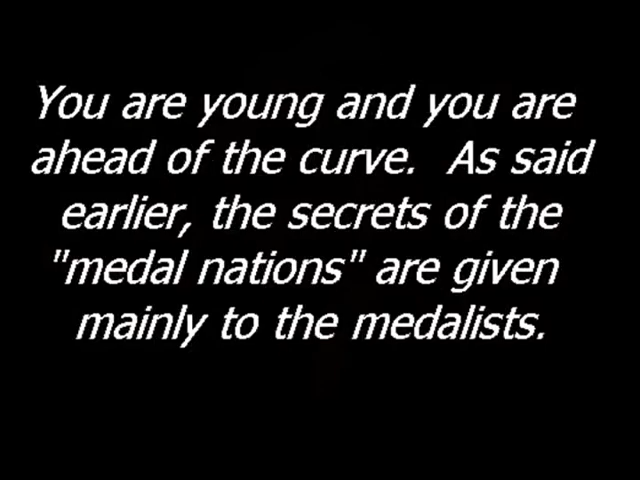 You are young and you are
ahead of the curve.  As said
earlier, the secrets of the
"medal nations" are given
mainly to the medalists.